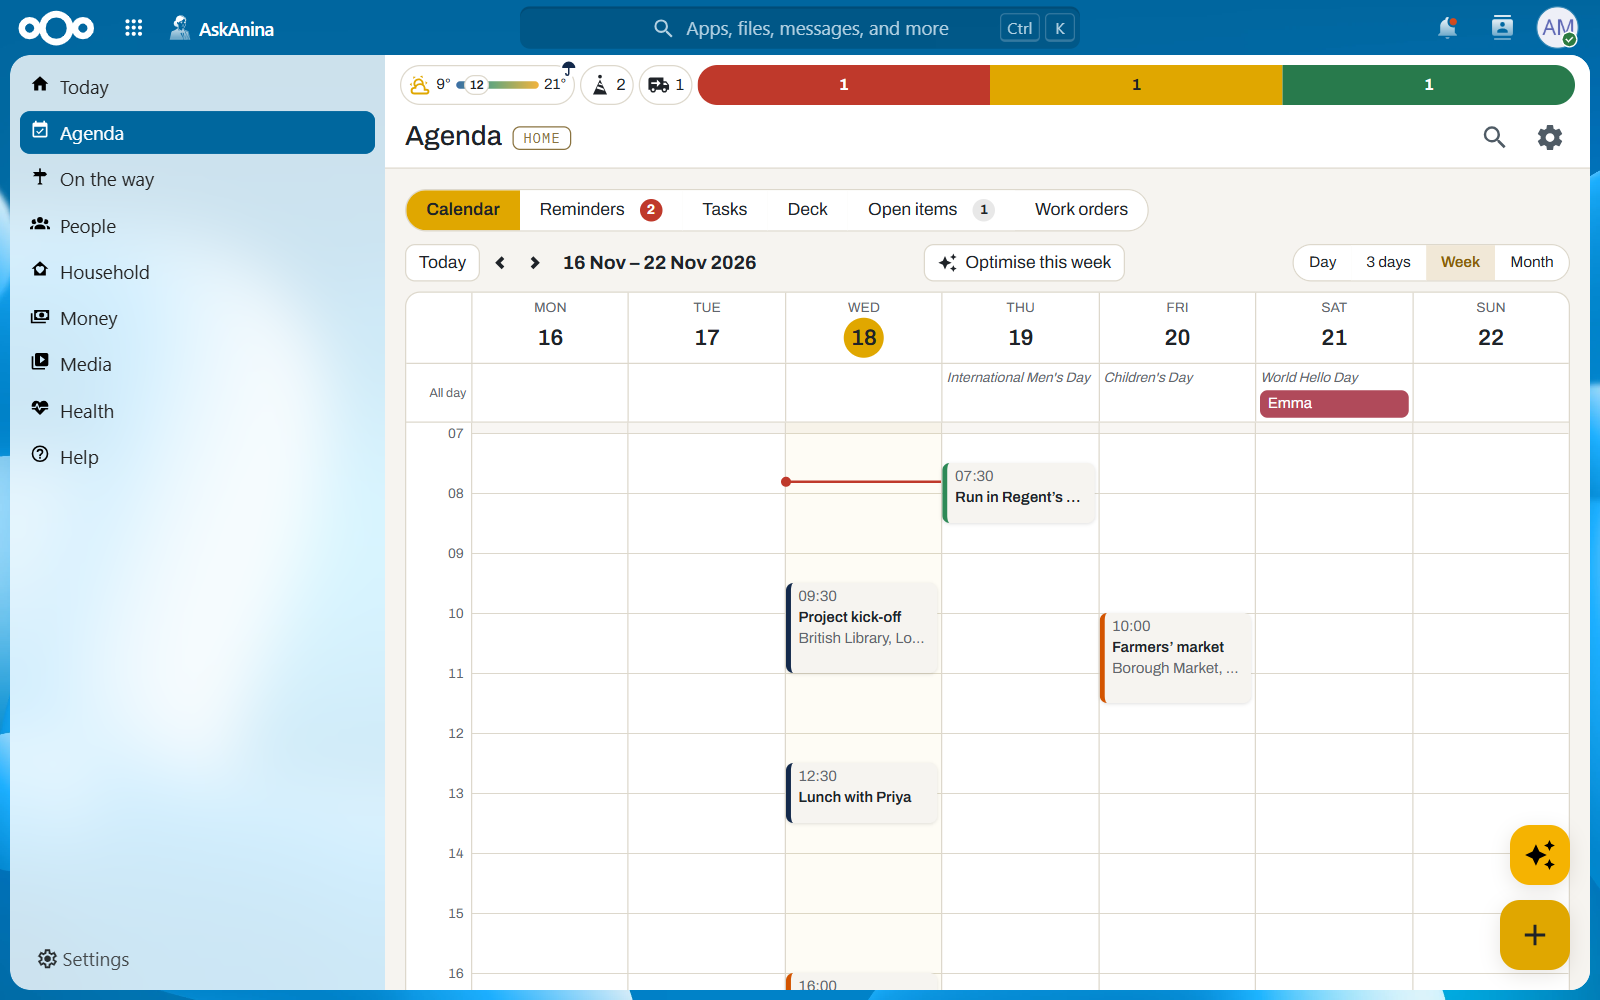 AskAnina
Apps, files, messages, and more
Ctrl K
AM
Today
Agenda
On the way
People
Household
Money
Media
Health
Help
Settings
9° 12 21°
2
1
1
1
1
Agenda HOME
Calendar
Reminders 2
Tasks
Deck
Open items 1
Work orders
Today
16 Nov – 22 Nov 2026
Optimise this week
Day
3 days
Week
Month
MON 16
TUE 17
WED 18
THU 19
FRI 20
SAT 21
SUN 22
All day
International Men's Day
Children's Day
World Hello Day
Emma
07
08
09
10
11
12
13
14
15
16
09:30
Project kick-off
British Library, Lo...
12:30
Lunch with Priya
16:00
07:30
Run in Regent’s ...
10:00
Farmers’ market
Borough Market, ...